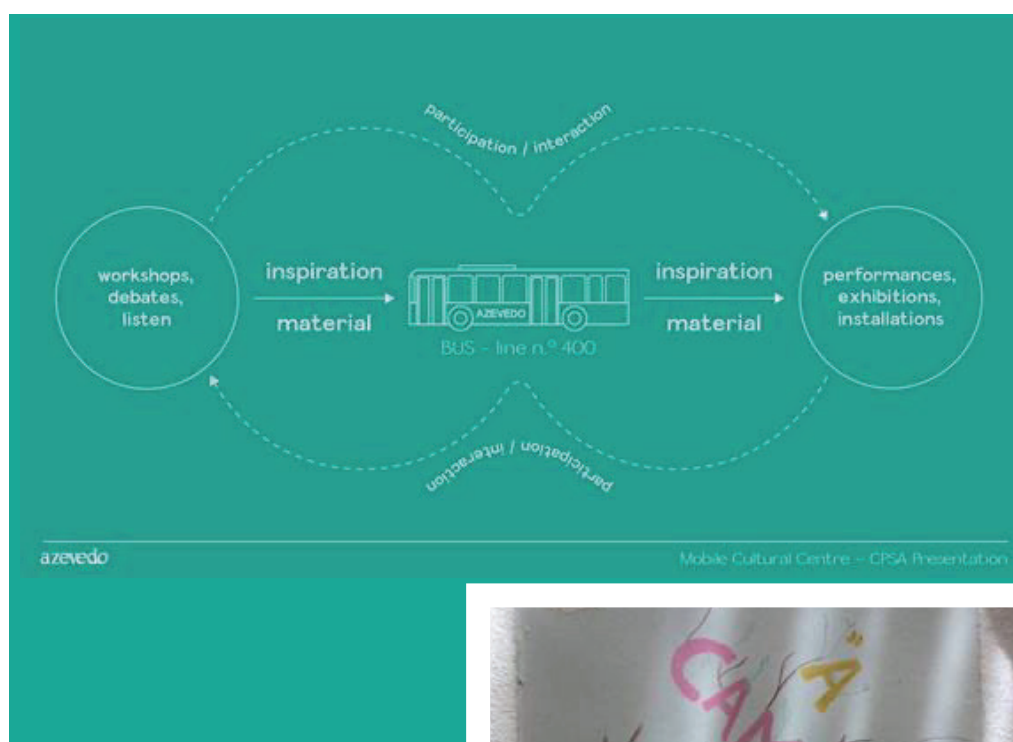 participation / interaction
workshops,
debates,
listen
inspiration
material
AZEVEDO
BUS - line n.º 400
inspiration
material
performances,
exhibitions,
installations
participation / interaction
azevedo
Mobile Cultural Centre - CPSA Presentation
Ä
CA